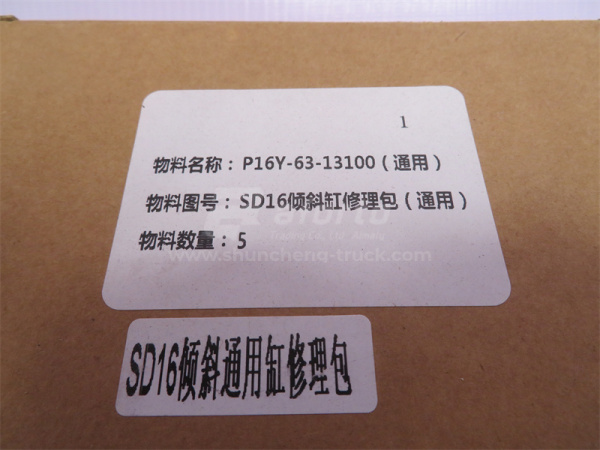 1
物料名称：P16Y-63-13100（通用）
物料图号：SD16倾斜缸修理包（通用）
物料数量：5
www.shuncheng-truck.com
SD16倾斜通用缸修理包